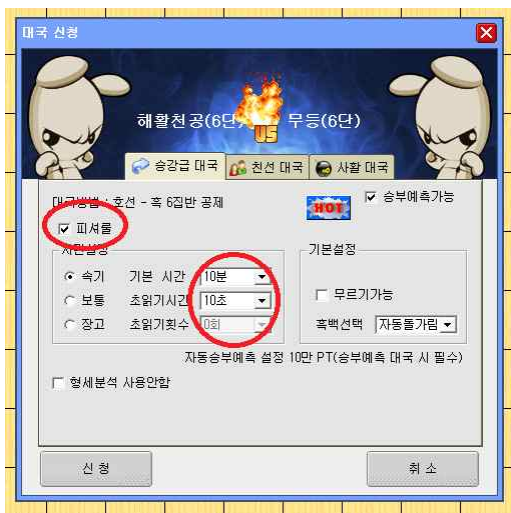 대국 신청
해활천공(6단) US 무등(6단)
승강급 대국 친선 대국 사활 대국
대국방법 : 호선 - 흑 6집반 공제
HOT
승부예측가능
피셔룰
시간설정
기본설정
속기 기본 시간 10분
보통 초읽기시간 10초
무르기가능
장고 초읽기횟수 0회
흑백선택 자동돌가림
자동승부예측 설정 10만 PT(승부예측 대국 시 필수)
형세분석 사용안함
신 청
취 소